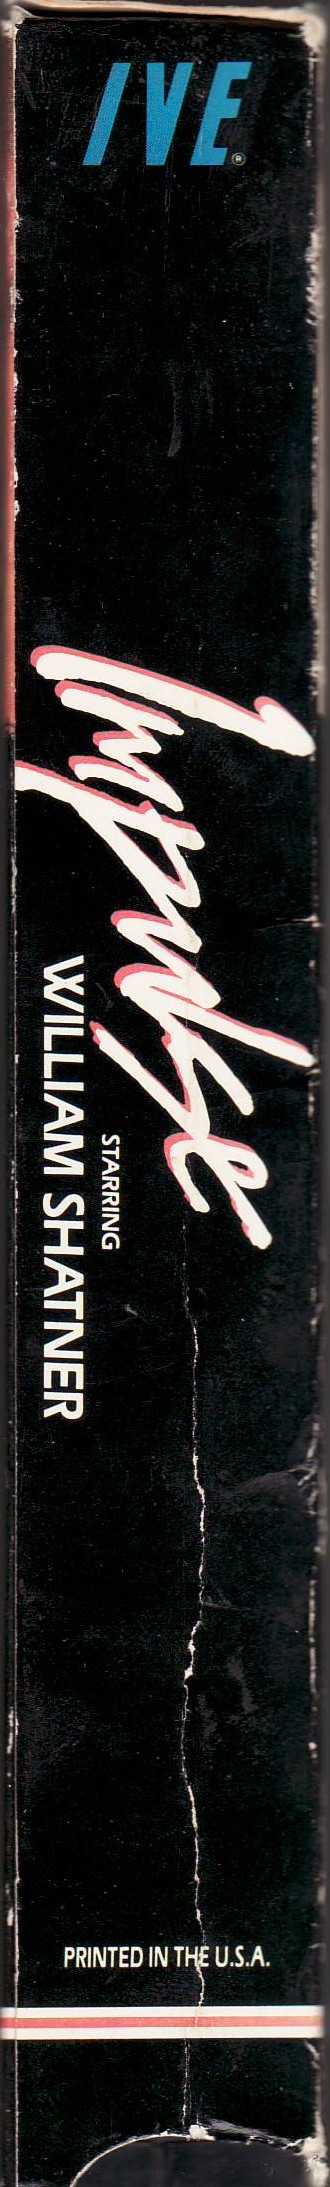 IVE®
Impulse
STARRING
WILLIAM SHATNER
PRINTED IN THE U.S.A.